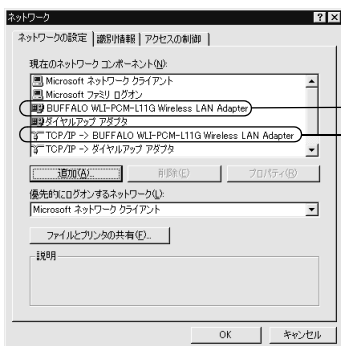 ネットワーク
ネットワークの設定 識別情報 アクセスの制御
現在のネットワーク コンポーネント(N):
Microsoft ネットワーク クライアント
Microsoft ファミリ ログオン
BUFFALO WLI-PCM-L11G Wireless LAN Adapter
ダイヤルアップ アダプタ
TCP/IP -> BUFFALO WLI-PCM-L11G Wireless LAN Adapter
TCP/IP -> ダイヤルアップ アダプタ
追加(A)... 削除(E) プロパティ(R)
優先的にログオンするネットワーク(L):
Microsoft ネットワーク クライアント
ファイルとプリンタの共有(F)...
説明
OK キャンセル